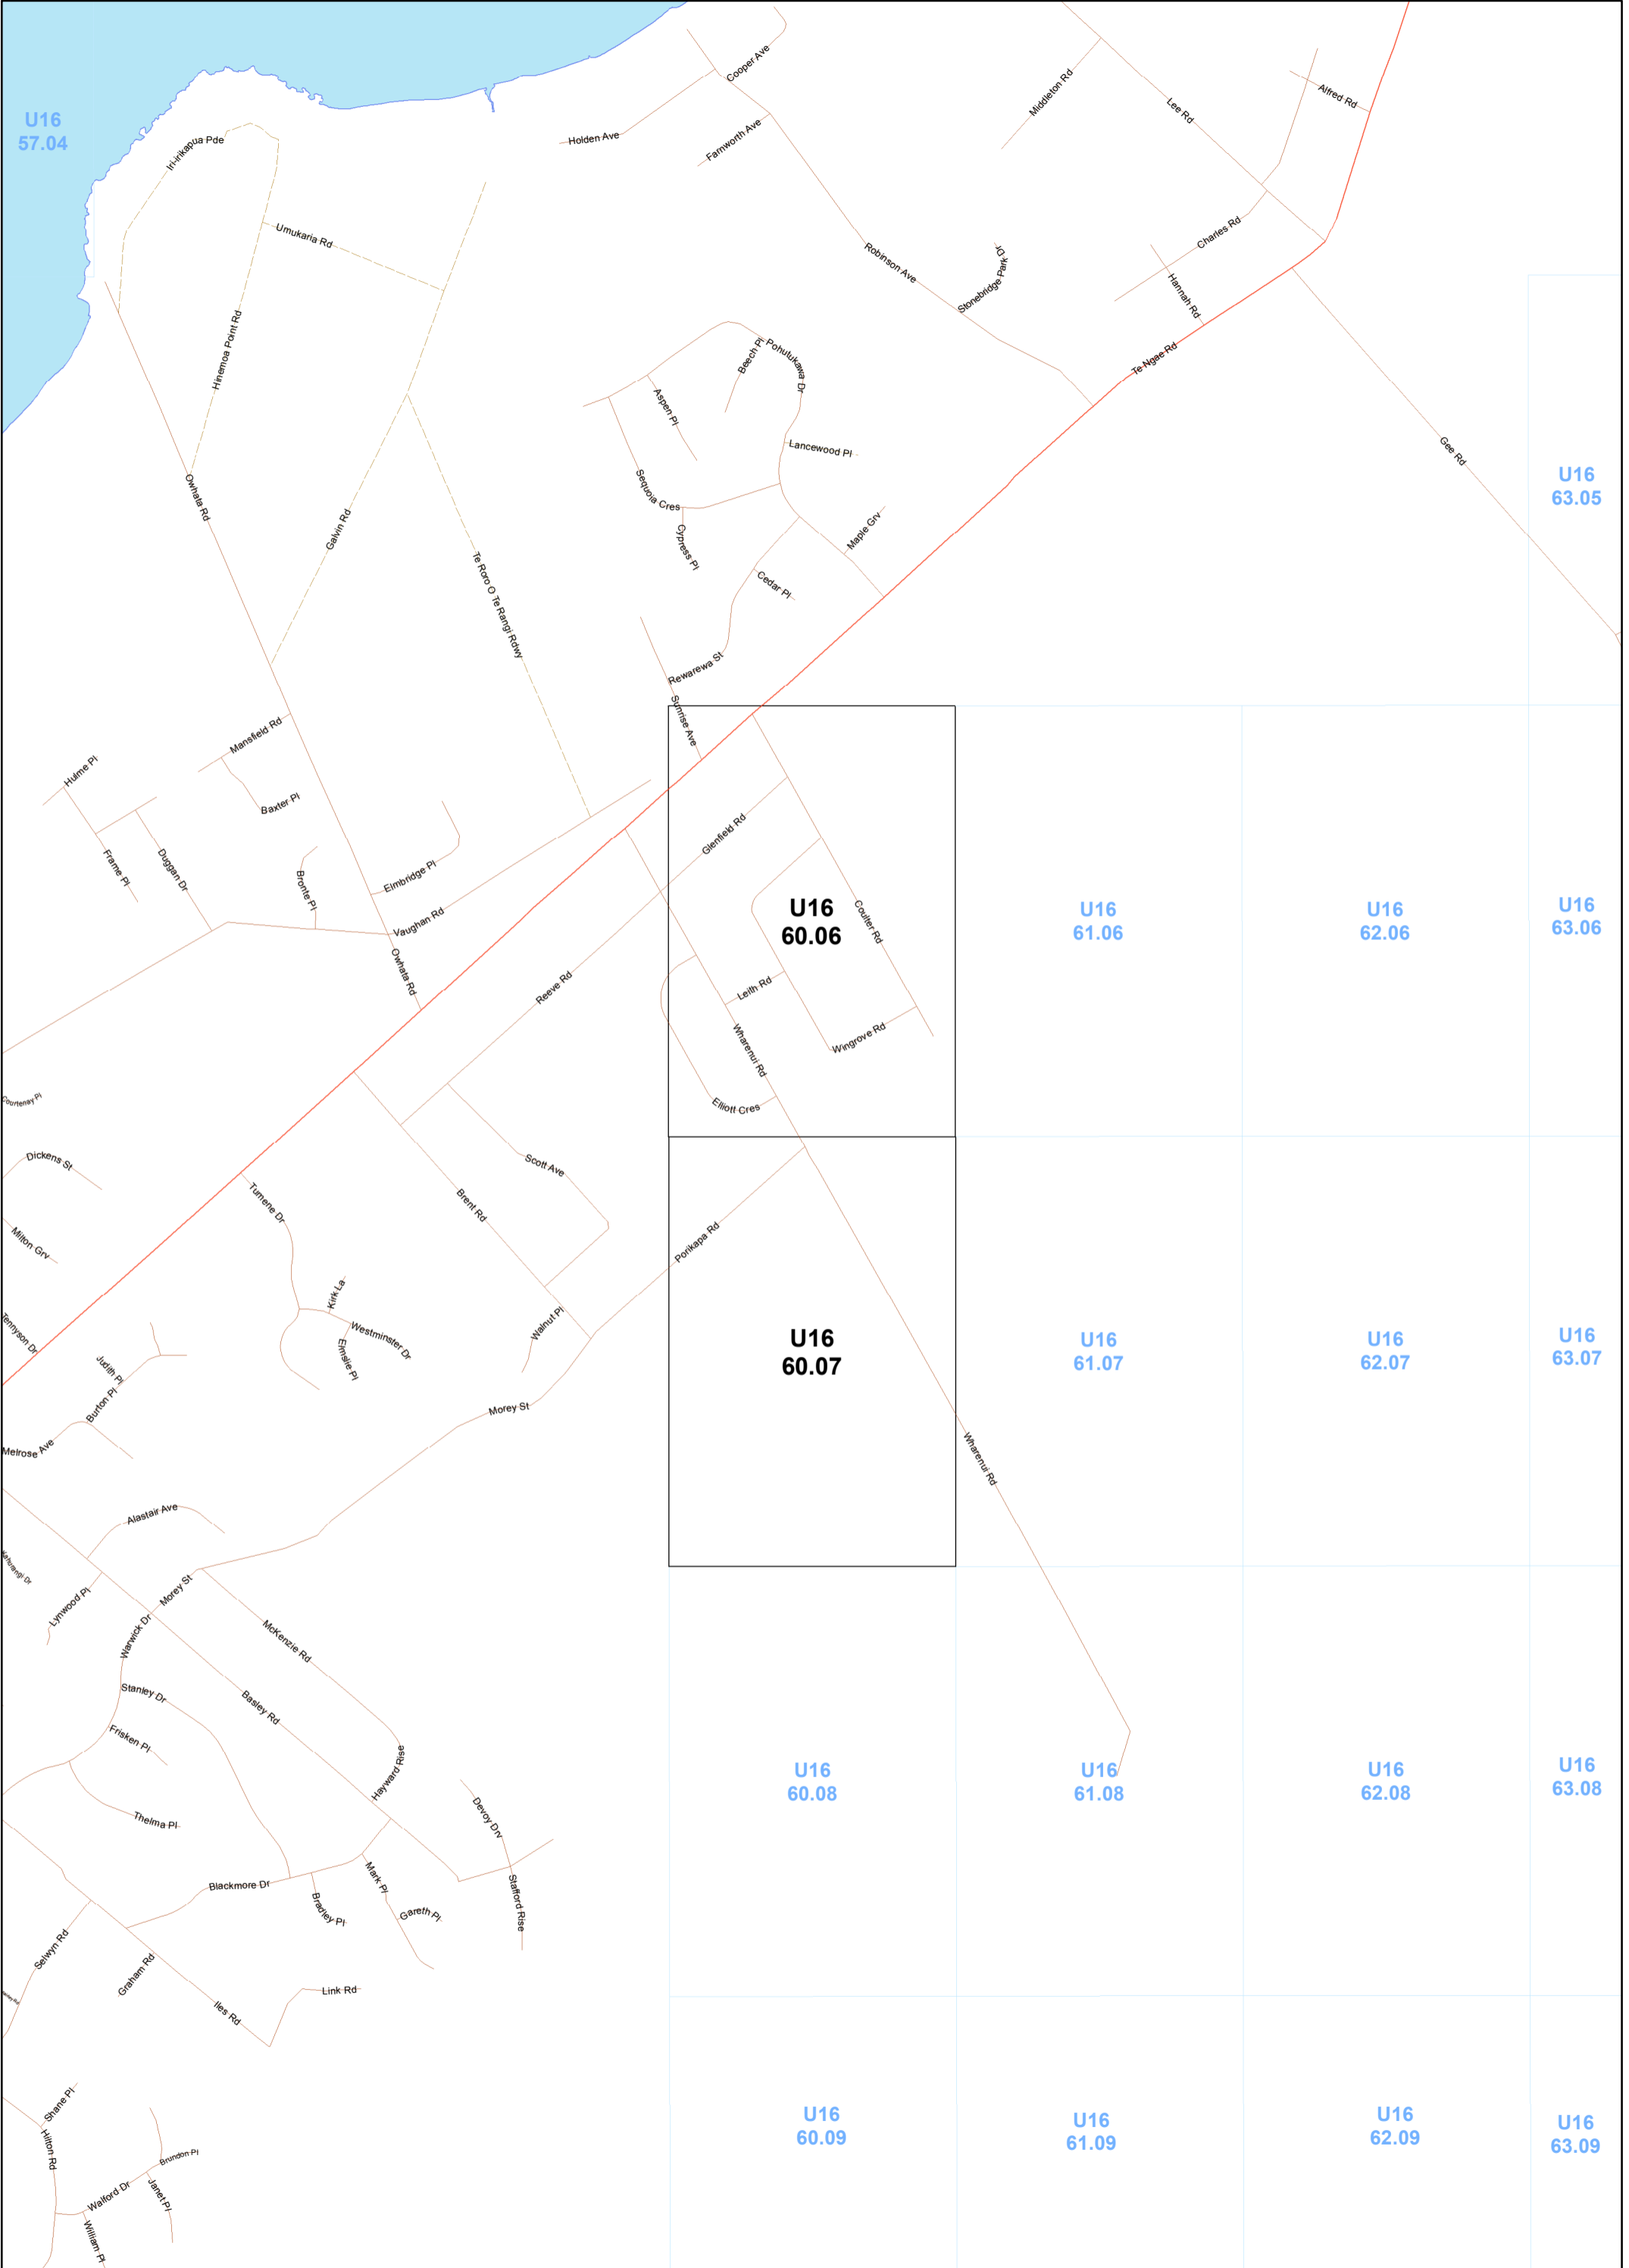 Cooper Ave
Middleton Rd
Lee Rd
Alfred Rd
U16
57.04
Iri-irikapua Pde
Holden Ave
Farnworth Ave
Umukaria Rd
Charles Rd
Robinson Ave
Stonebridge Park Dr
Hannah Rd
Hinemoa Point Rd
Te Ngae Rd
Beech Pl
Pohutukawa Dr
Aspen Pl
Lancewood Pl
Gee Rd
U16
63.05
Owhata Rd
Galvin Rd
Sequoia Cres
Cypress Pl
Maple Grv
Cedar Pl
Te Roro O Te Rangi Rdwy
Rewarewa St
Sunrise Ave
Mansfield Rd
Hulme Pl
Baxter Pl
Glenfield Rd
Frame Pl
Duggan Dr
Bronte Pl
Elmbridge Pl
Vaughan Rd
Coulter Rd
U16
60.06
U16
61.06
U16
62.06
U16
63.06
Owhata Rd
Reeve Rd
Leith Rd
Wharenui Rd
Wingrove Rd
Elliott Cres
Courtenay Pl
Dickens St
Scott Ave
Tumene Dr
Brent Rd
Milton Grv
Porikapa Rd
Kirk La
Walnut Pl
Tennyson Dr
Westminster Dr
Elmslie Pl
U16
60.07
U16
61.07
U16
62.07
U16
63.07
Judith Pl
Burton Pl
Morey St
Melrose Ave
Wharenui Rd
Alastair Ave
Kahurangi Dr
Lynwood Pl
Morey St
Warwick Dr
McKenzie Rd
Stanley Dr
Basley Rd
Frisken Pl
Hayward Rise
U16
60.08
U16
61.08
U16
62.08
U16
63.08
Thelma Pl
Devoy Drv
Blackmore Dr
Mark Pl
Bradley Pl
Gareth Pl
Stafford Rise
Selwyn Rd
Graham Rd
Link Rd
Iles Rd
Shane Pl
Hilton Rd
Brundon Pl
Walford Dr
Janet Pl
William Pl
U16
60.09
U16
61.09
U16
62.09
U16
63.09